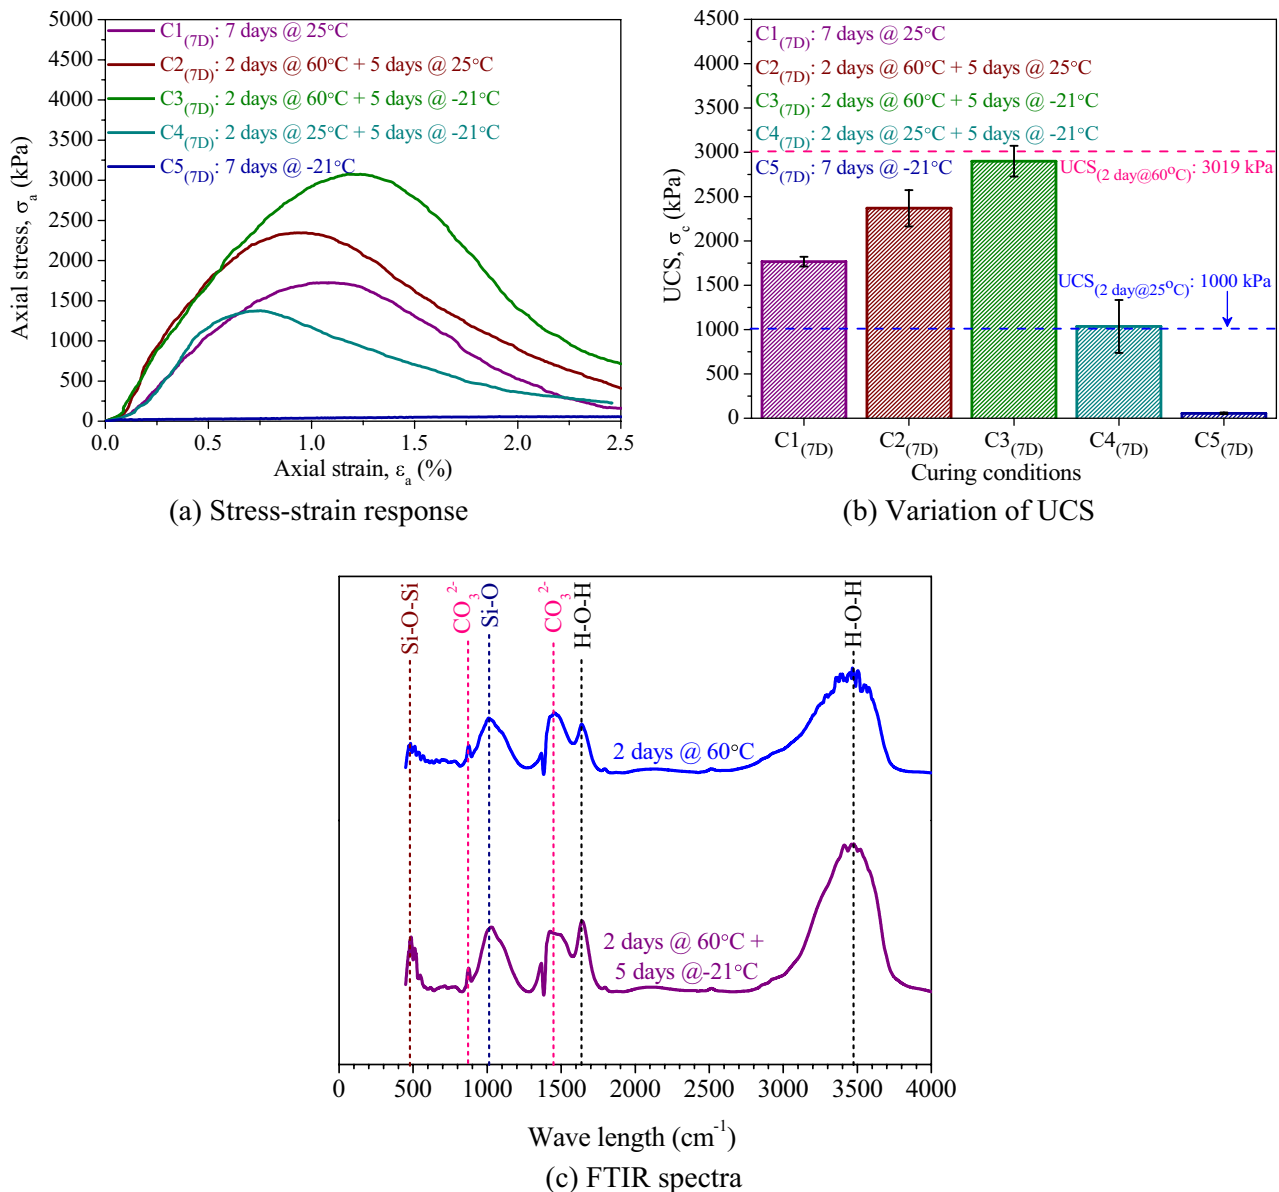 5000
4500
4000
3500
3000
2500
2000
1500
1000
500
0
Axial stress, σa (kPa)
C1(7D): 7 days @ 25°C
C2(7D): 2 days @ 60°C + 5 days @ 25°C
C3(7D): 2 days @ 60°C + 5 days @ -21°C
C4(7D): 2 days @ 25°C + 5 days @ -21°C
C5(7D): 7 days @ -21°C
0.0 0.5 1.0 1.5 2.0 2.5
Axial strain, εa (%)
(a) Stress-strain response
4500
4000
3500
3000
2500
2000
1500
1000
500
0
UCS, σc (kPa)
C1(7D): 7 days @ 25°C
C2(7D): 2 days @ 60°C + 5 days @ 25°C
C3(7D): 2 days @ 60°C + 5 days @ -21°C
C4(7D): 2 days @ 25°C + 5 days @ -21°C
C5(7D): 7 days @ -21°C
UCS(2 day@60°C): 3019 kPa
UCS(2 day@25°C): 1000 kPa
C1(7D) C2(7D) C3(7D) C4(7D) C5(7D)
Curing conditions
(b) Variation of UCS
Si-O-Si
CO3^2-
Si-O
CO3^2-
H-O-H
H-O-H
2 days @ 60°C
2 days @ 60°C +
5 days @-21°C
0 500 1000 1500 2000 2500 3000 3500 4000
Wave length (cm^-1)
(c) FTIR spectra